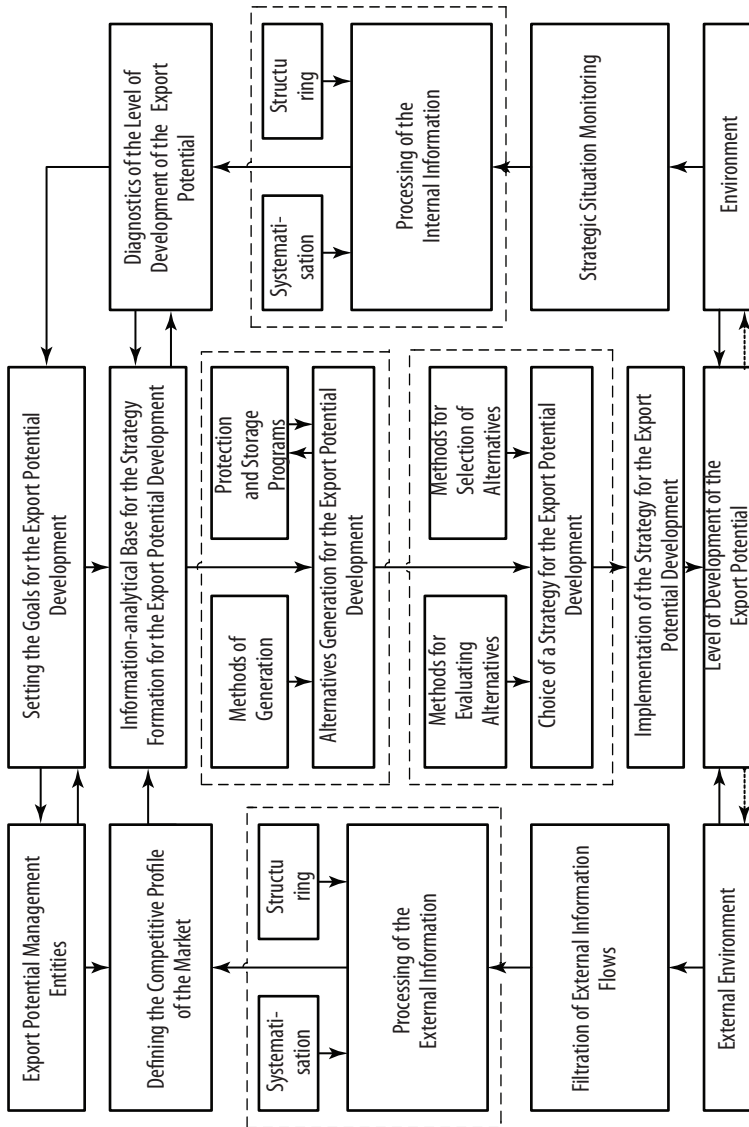 Export Potential Management
Entities
Setting the Goals for the Export Potential
Development
Defining the Competitive Profile
of the Market
Information-analytical Base for the Strategy
Formation for the Export Potential Development
Diagnostics of the Level of
Development of the Export
Potential
Systemati-
sation
Structu
ring
Processing of the
External Information
Methods of
Generation
Protection
and Storage
Programs
Alternatives Generation for the Export Potential
Development
Systemati-
sation
Structu
ring
Processing of the
Internal Information
Methods for
Evaluating
Alternatives
Methods for
Selection of
Alternatives
Choice of a Strategy for the Export Potential
Development
Filtration of External Information
Flows
Implementation of the Strategy for the Export
Potential Development
Strategic Situation Monitoring
External Environment
Level of Development of the
Export Potential
Environment